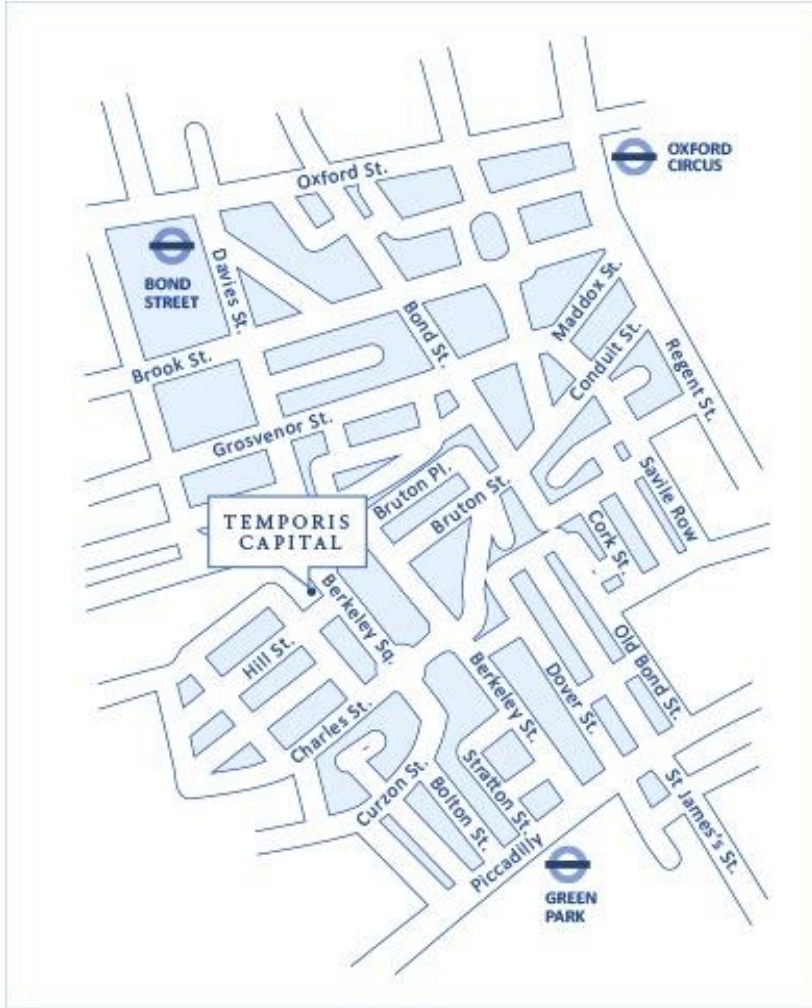 OXFORD
CIRCUS
Oxford St.
BOND
STREET
Davies St.
Maddox St.
Bond St.
Conduit St.
Regent St.
Brook St.
Grosvenor St.
Bruton Pl.
Bruton St.
Savile Row
TEMPORIS
CAPITAL
Cork St.
Berkeley Sq.
Hill St.
Old Bond St.
Dover St.
Berkeley St.
Charles St.
Stratton St.
Curzon St.
Bolton St.
St James's St.
Piccadilly
GREEN
PARK